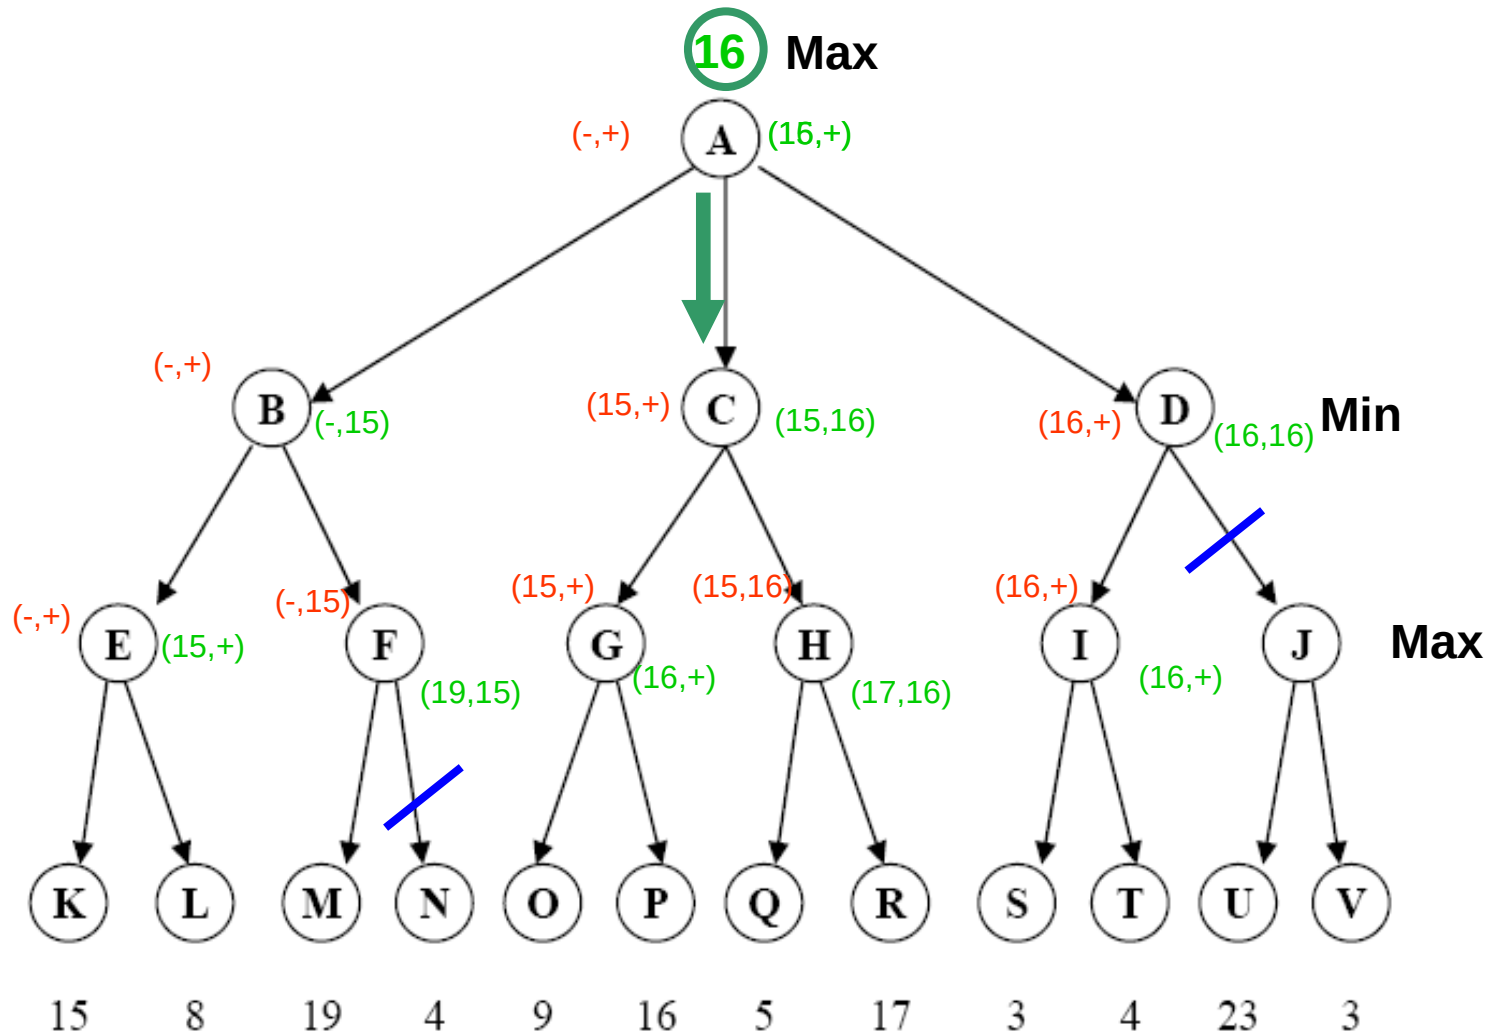 16 Max
(-,+) A (16,+)
(-,+) B (-,15) (15,+) C (15,16) (16,+) D (16,16) Min
(-,+) E (15,+) (-,15) F (19,15) (15,+) G (16,+) (15,16) H (17,16) (16,+) I (16,+) J Max
K L M N O P Q R S T U V
15 8 19 4 9 16 5 17 3 4 23 3